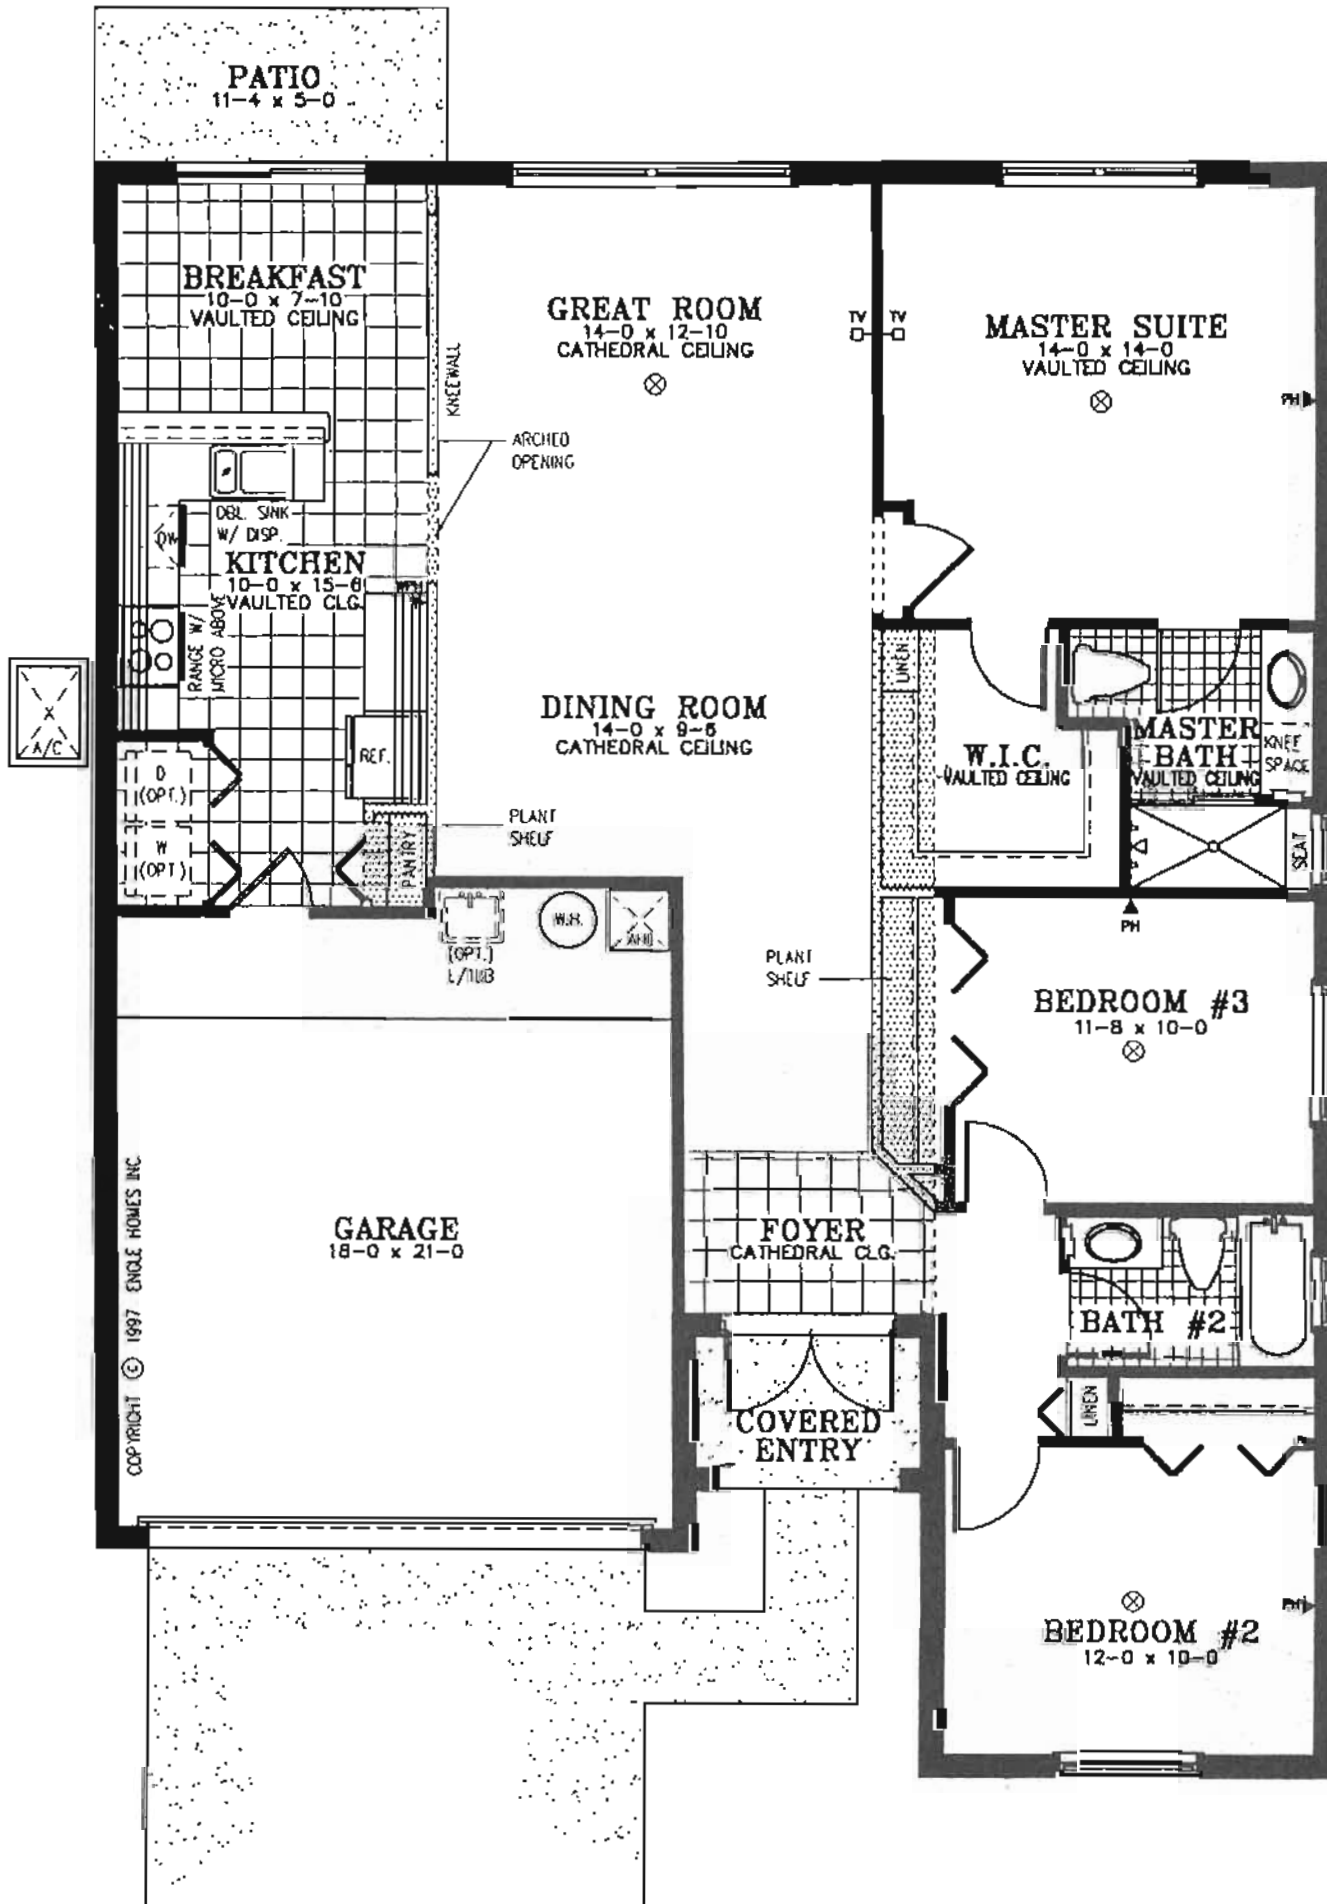 PATIO
11-4 x 5-0
BREAKFAST
10-0 x 7-10
VAULTED CEILING
KNEEWALL
GREAT ROOM
14-0 x 12-10
CATHEDRAL CEILING
TV
TV
MASTER SUITE
14-0 x 14-0
VAULTED CEILING
PH
ARCHED
OPENING
DBL. SINK
W/ DISP.
DW
KITCHEN
10-0 x 15-6
VAULTED CLG.
RANGE W/
MICRO ABOVE
A/C
REF.
D
(OPT.)
W
(OPT.)
PANTRY
DINING ROOM
14-0 x 9-6
CATHEDRAL CEILING
PLANT
SHELF
LINEN
W.I.C.
VAULTED CEILING
MASTER
BATH
VAULTED CEILING
KNEE
SPACE
SEAT
PH
(OPT.)
L/TUB
W.H.
AHU
PLANT
SHELF
BEDROOM #3
11-8 x 10-0
GARAGE
18-0 x 21-0
COPYRIGHT © 1997 ENGLE HOMES INC.
FOYER
CATHEDRAL CLG.
BATH #2
LINEN
COVERED
ENTRY
BEDROOM #2
12-0 x 10-0
PH